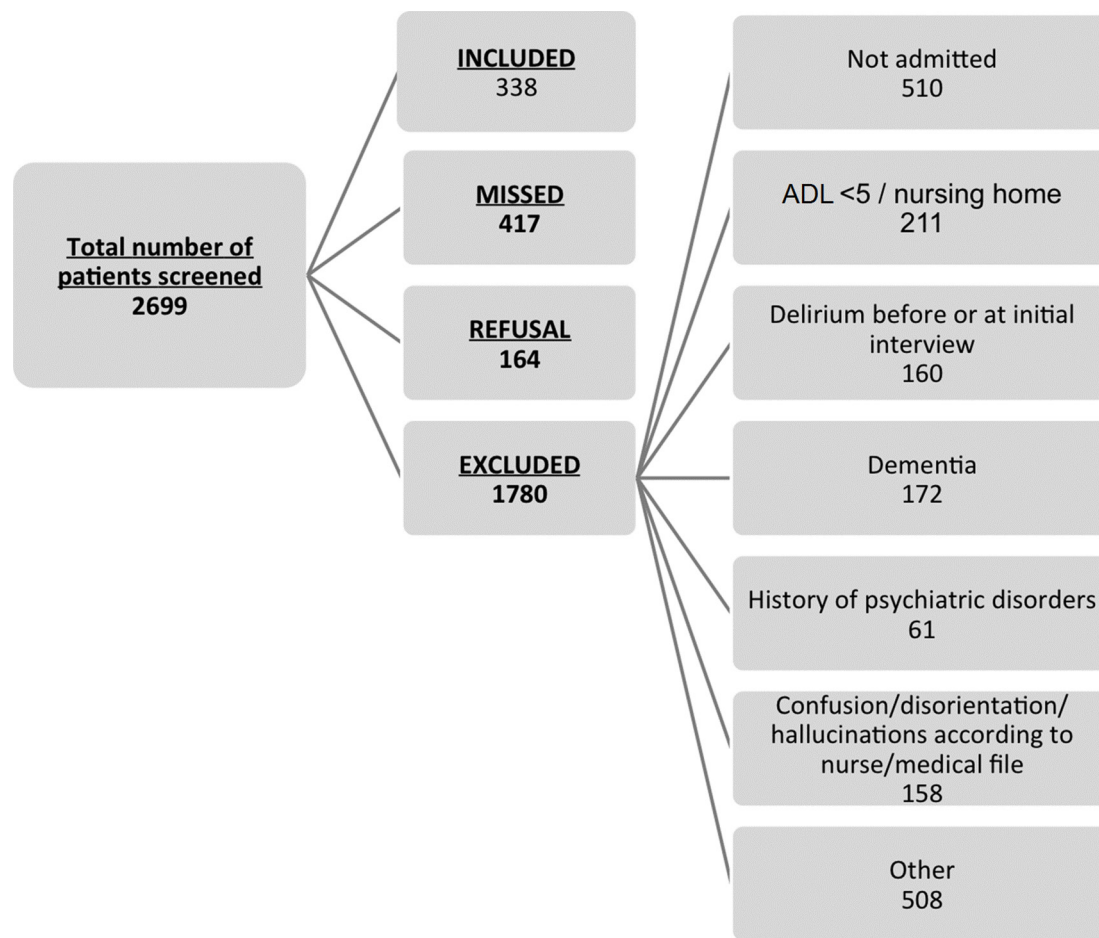 Total number of
patients screened
2699
INCLUDED
338
MISSED
417
REFUSAL
164
EXCLUDED
1780
Not admitted
510
ADL <5 / nursing home
211
Delirium before or at initial
interview
160
Dementia
172
History of psychiatric disorders
61
Confusion/disorientation/
hallucinations according to
nurse/medical file
158
Other
508